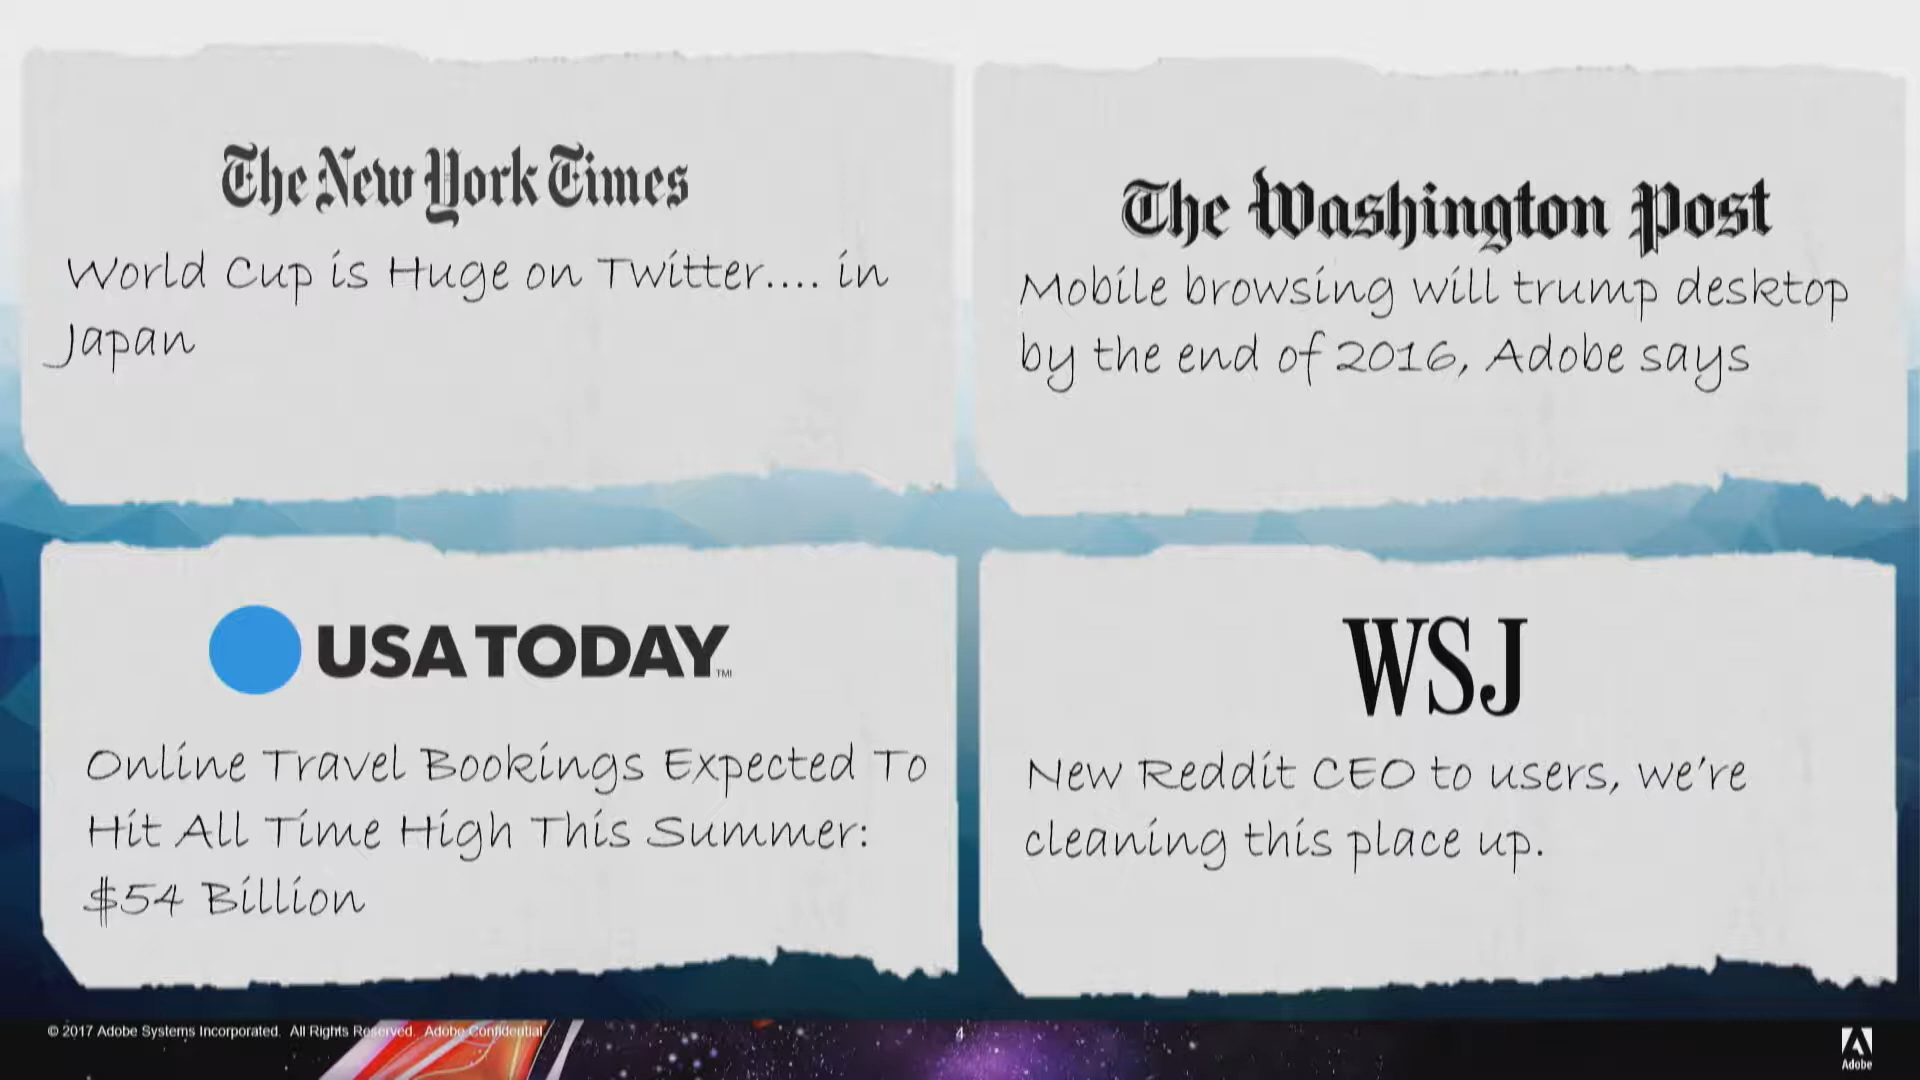 The New York Times
World Cup is Huge on Twitter.... in
Japan
The Washington Post
Mobile browsing will trump desktop
by the end of 2016, Adobe says
USA TODAY™
Online Travel Bookings Expected To
Hit All Time High This Summer:
$54 Billion
WSJ
New Reddit CEO to users, we're
cleaning this place up.
© 2017 Adobe Systems Incorporated. All Rights Reserved. Adobe Confidential.
4
Adobe